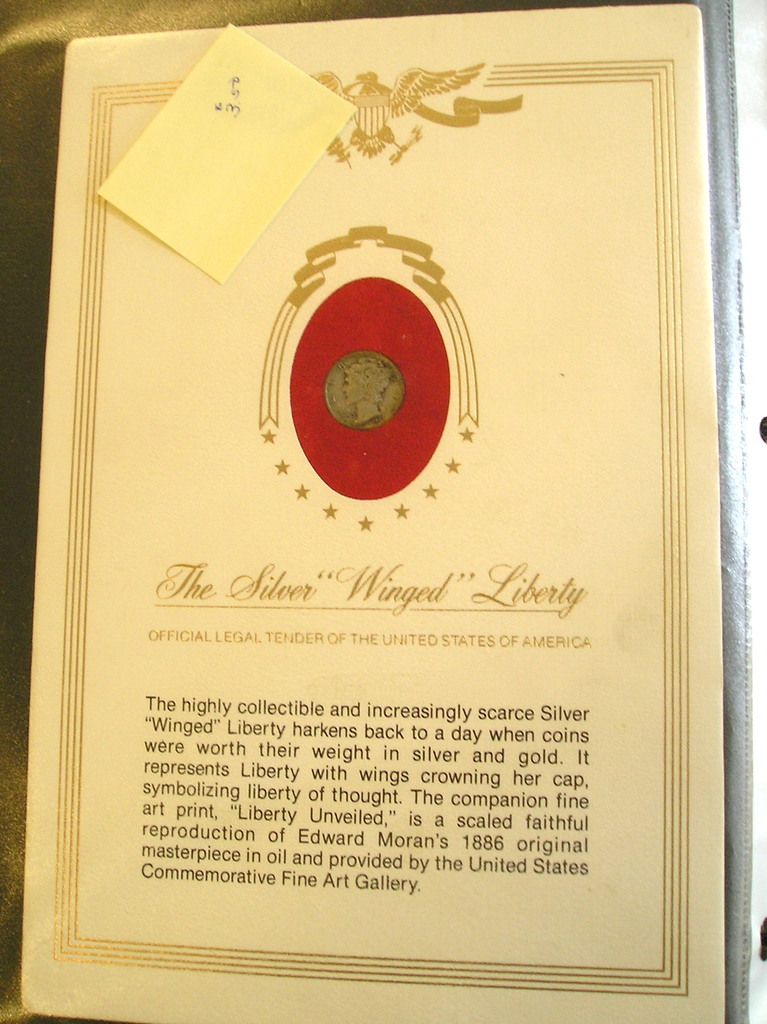 $3.50
The Silver "Winged" Liberty
OFFICIAL LEGAL TENDER OF THE UNITED STATES OF AMERICA
The highly collectible and increasingly scarce Silver
"Winged" Liberty harkens back to a day when coins
were worth their weight in silver and gold. It
represents Liberty with wings crowning her cap,
symbolizing liberty of thought. The companion fine
art print, "Liberty Unveiled," is a scaled faithful
reproduction of Edward Moran's 1886 original
masterpiece in oil and provided by the United States
Commemorative Fine Art Gallery.